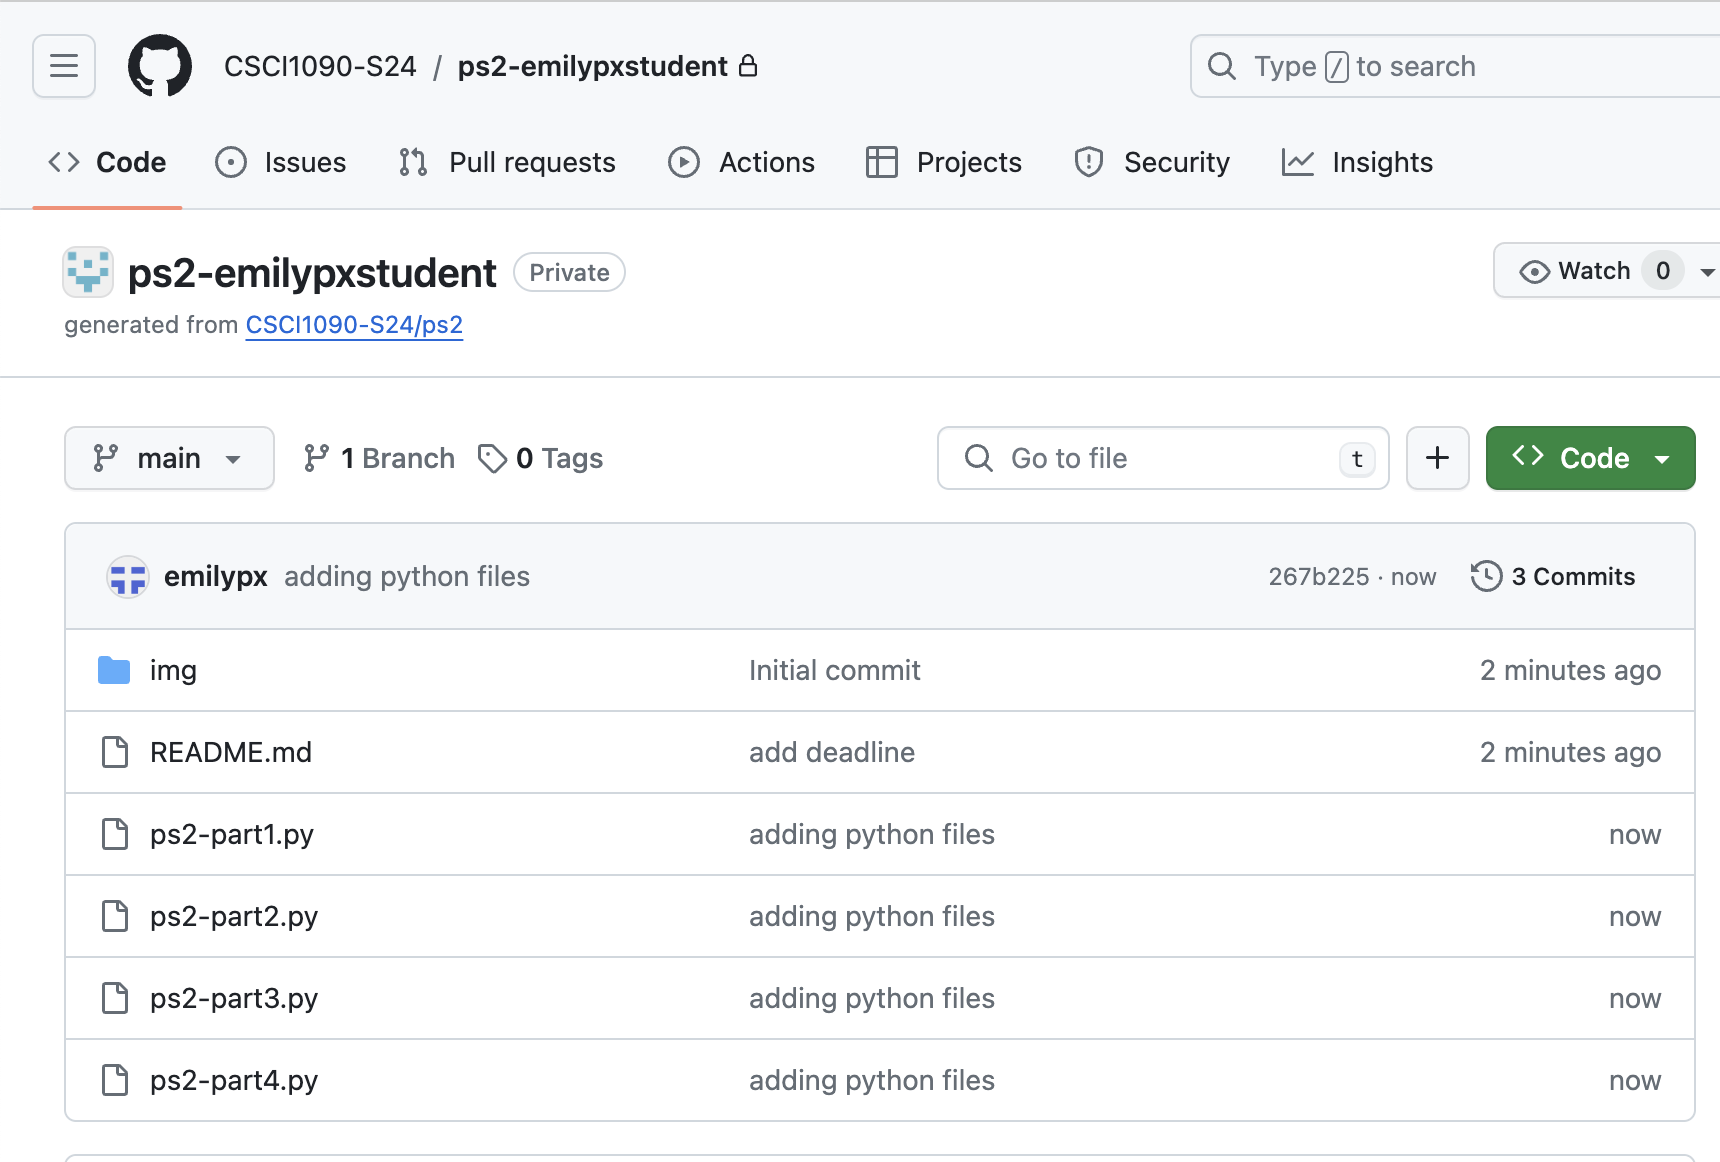 CSCI1090-S24 / ps2-emilypxstudent
Type / to search
Code Issues Pull requests Actions Projects Security Insights
ps2-emilypxstudent Private
Watch 0
generated from CSCI1090-S24/ps2
main 1 Branch 0 Tags
Go to file t
+
Code
emilypx adding python files 267b225 · now 3 Commits
img Initial commit 2 minutes ago
README.md add deadline 2 minutes ago
ps2-part1.py adding python files now
ps2-part2.py adding python files now
ps2-part3.py adding python files now
ps2-part4.py adding python files now